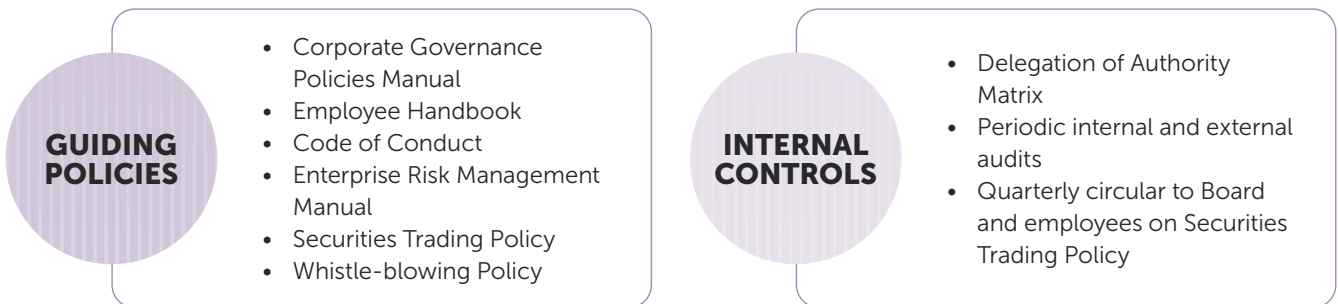 GUIDING
POLICIES
• Corporate Governance
Policies Manual
• Employee Handbook
• Code of Conduct
• Enterprise Risk Management
Manual
• Securities Trading Policy
• Whistle-blowing Policy
INTERNAL
CONTROLS
• Delegation of Authority
Matrix
• Periodic internal and external
audits
• Quarterly circular to Board
and employees on Securities
Trading Policy